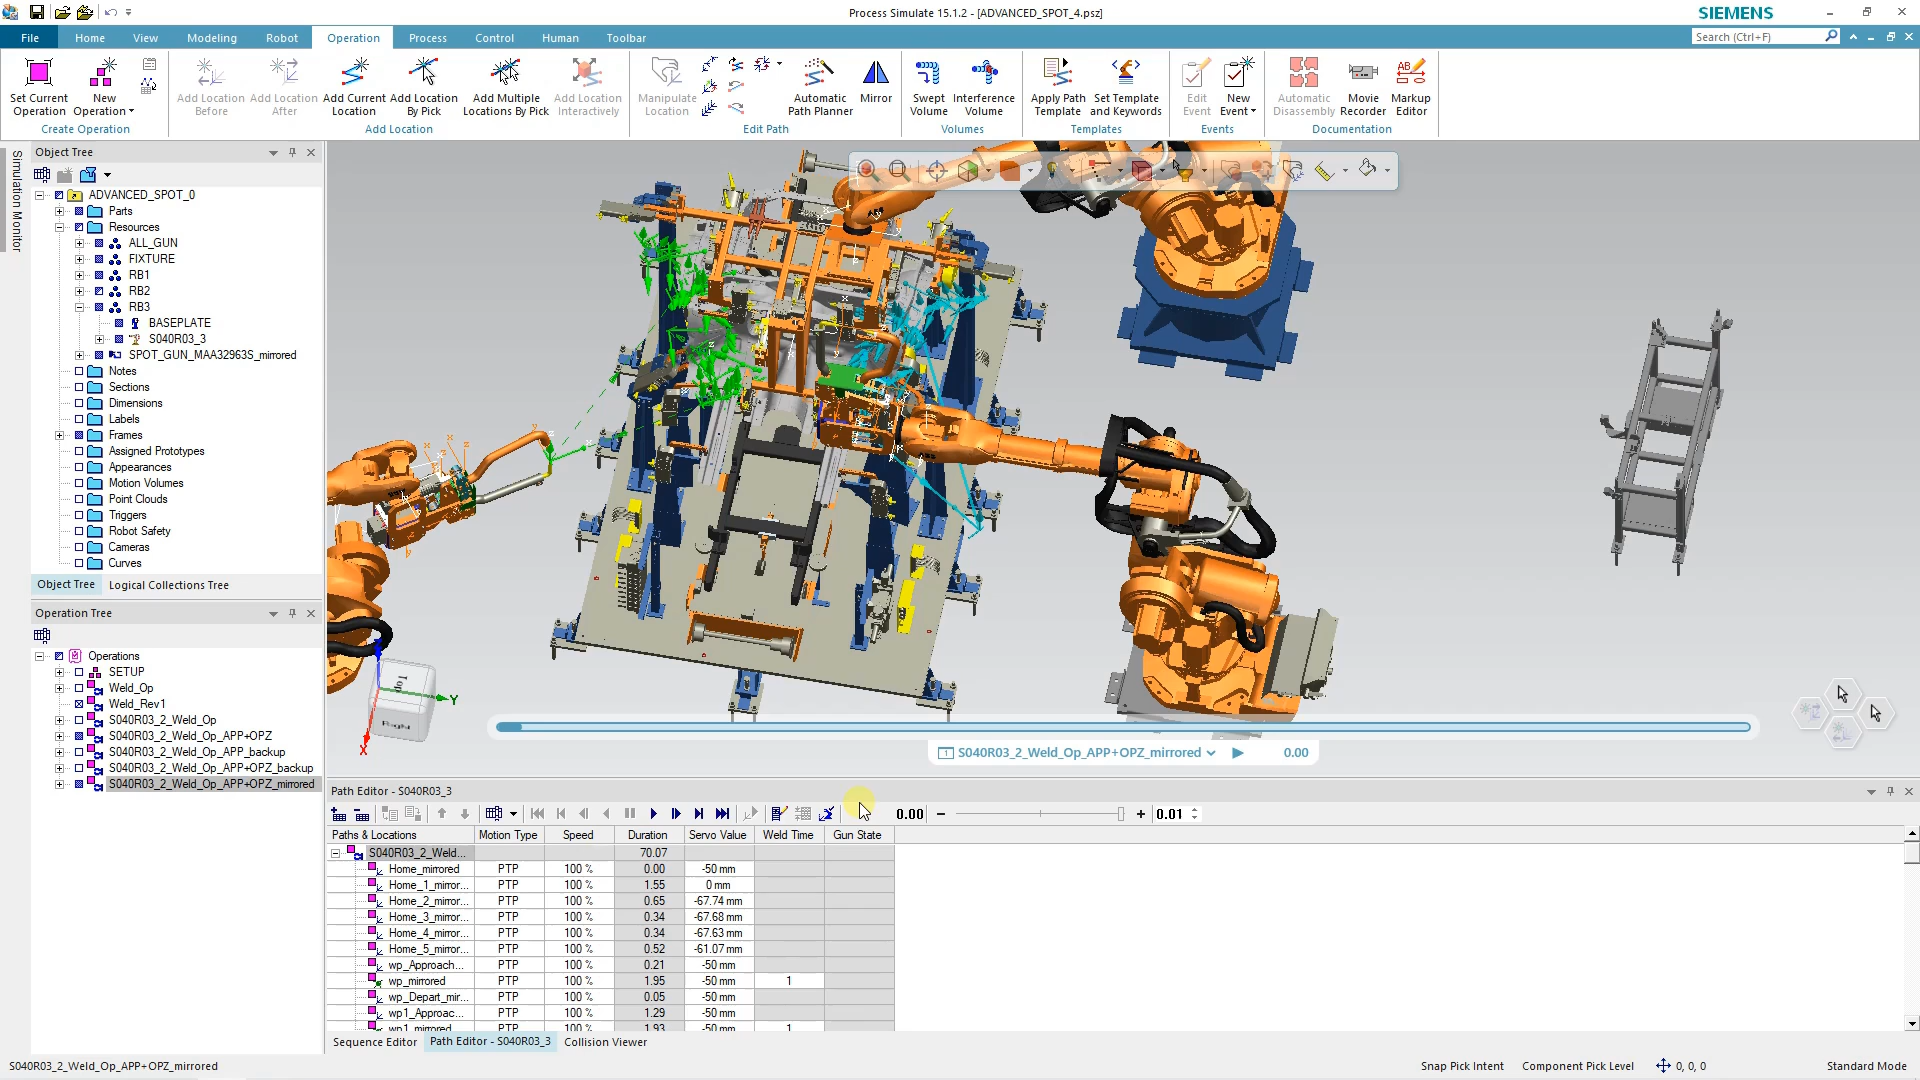 Process Simulate 15.1.2 - [ADVANCED_SPOT_4.psz]
SIEMENS
File
Home
View
Modeling
Robot
Operation
Process
Control
Human
Toolbar
Search (Ctrl+F)
Set Current Operation
New Operation
Create Operation
Add Location Before
Add Location After
Add Current Location
Add Location By Pick
Add Multiple Locations By Pick
Add Location Interactively
Add Location
Manipulate Location
Automatic Path Planner
Mirror
Edit Path
Swept Volume
Interference Volume
Volumes
Apply Path Template
Set Template and Keywords
Templates
Edit Event
New Event
Events
Automatic Disassembly
Movie Recorder
Markup Editor
Documentation
Simulation Monitor
Object Tree
ADVANCED_SPOT_0
Parts
Resources
ALL_GUN
FIXTURE
RB1
RB2
RB3
BASEPLATE
S040R03_3
SPOT_GUN_MAA32963S_mirrored
Notes
Sections
Dimensions
Labels
Frames
Assigned Prototypes
Appearances
Motion Volumes
Point Clouds
Triggers
Robot Safety
Cameras
Curves
Object Tree
Logical Collections Tree
Operation Tree
Operations
SETUP
Weld_Op
Weld_Rev1
S040R03_2_Weld_Op
S040R03_2_Weld_Op_APP+OPZ
S040R03_2_Weld_Op_APP_backup
S040R03_2_Weld_Op_APP+OPZ_backup
S040R03_2_Weld_Op_APP+OPZ_mirrored
Top
Right
X
Y
S040R03_2_Weld_Op_APP+OPZ_mirrored 0.00
Path Editor - S040R03_3
0.00 0.01
Paths & Locations Motion Type Speed Duration Servo Value Weld Time Gun State
S040R03_2_Weld... 70.07
Home_mirrored PTP 100 % 0.00 -50 mm
Home_1_mirror... PTP 100 % 1.55 0 mm
Home_2_mirror... PTP 100 % 0.65 -67.74 mm
Home_3_mirror... PTP 100 % 0.34 -67.68 mm
Home_4_mirror... PTP 100 % 0.34 -67.63 mm
Home_5_mirror... PTP 100 % 0.52 -61.07 mm
wp_Approach... PTP 100 % 0.21 -50 mm
wp_mirrored PTP 100 % 1.95 -50 mm 1
wp_Depart_mir... PTP 100 % 0.05 -50 mm
wp1_Approac... PTP 100 % 1.29 -50 mm
wp1_mirrored PTP 100 % 1.93 -50 mm 1
Sequence Editor
Path Editor - S040R03_3
Collision Viewer
S040R03_2_Weld_Op_APP+OPZ_mirrored
Snap Pick Intent
Component Pick Level
0, 0, 0
Standard Mode